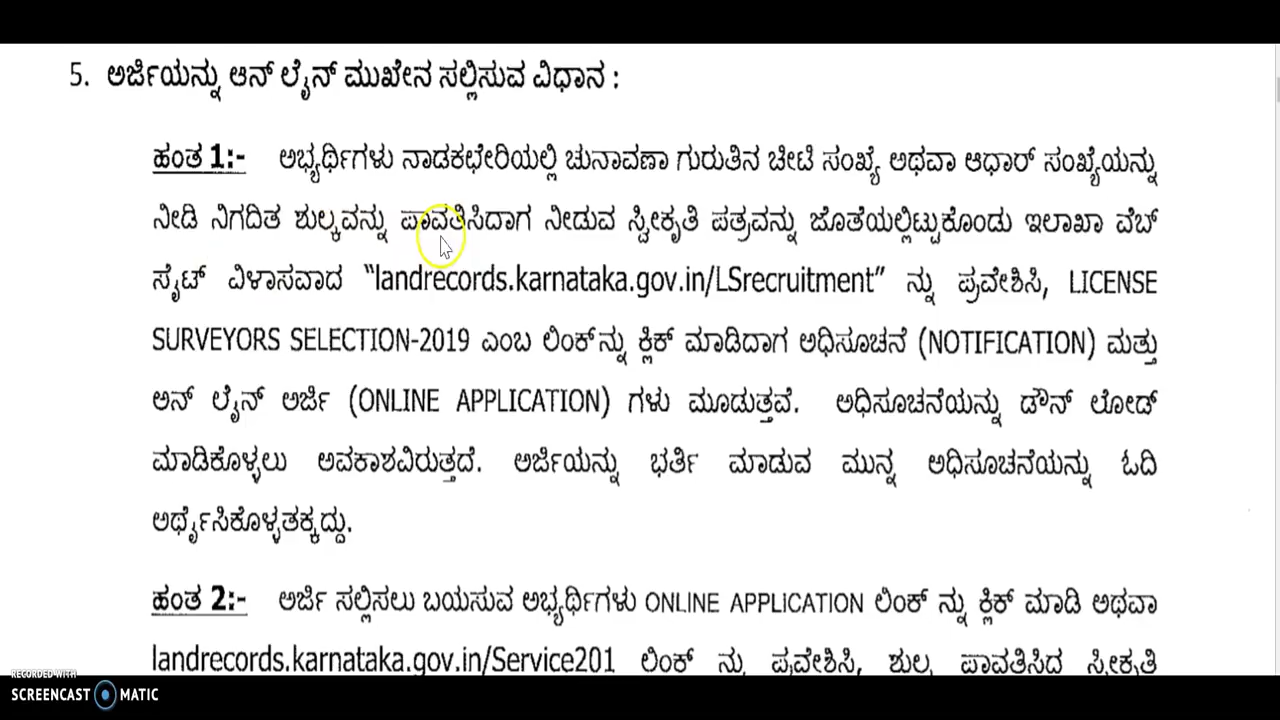 5. ಅರ್ಜಿಯನ್ನು ಆನ್ ಲೈನ್ ಮುಖೇನ ಸಲ್ಲಿಸುವ ವಿಧಾನ :
ಹಂತ 1:- ಅಭ್ಯರ್ಥಿಗಳು ನಾಡಕಛೇರಿಯಲ್ಲಿ ಚುನಾವಣಾ ಗುರುತಿನ ಚೀಟಿ ಸಂಖ್ಯೆ ಅಥವಾ ಆಧಾರ್ ಸಂಖ್ಯೆಯನ್ನು
ನೀಡಿ ನಿಗದಿತ ಶುಲ್ಕವನ್ನು ಪಾವತಿಸಿದಾಗ ನೀಡುವ ಸ್ವೀಕೃತಿ ಪತ್ರವನ್ನು ಜೊತೆಯಲ್ಲಿಟ್ಟುಕೊಂಡು ಇಲಾಖಾ ವೆಬ್
ಸೈಟ್ ವಿಳಾಸವಾದ “landrecords.karnataka.gov.in/LSrecruitment” ನ್ನು ಪ್ರವೇಶಿಸಿ, LICENSE
SURVEYORS SELECTION-2019 ಎಂಬ ಲಿಂಕ್‌ನ್ನು ಕ್ಲಿಕ್ ಮಾಡಿದಾಗ ಅಧಿಸೂಚನೆ (NOTIFICATION) ಮತ್ತು
ಅನ್ ಲೈನ್ ಅರ್ಜಿ (ONLINE APPLICATION) ಗಳು ಮೂಡುತ್ತವೆ. ಅಧಿಸೂಚನೆಯನ್ನು ಡೌನ್ ಲೋಡ್
ಮಾಡಿಕೊಳ್ಳಲು ಅವಕಾಶವಿರುತ್ತದೆ. ಅರ್ಜಿಯನ್ನು ಭರ್ತಿ ಮಾಡುವ ಮುನ್ನ ಅಧಿಸೂಚನೆಯನ್ನು ಓದಿ
ಅರ್ಥೈಸಿಕೊಳ್ಳತಕ್ಕದ್ದು.
ಹಂತ 2:- ಅರ್ಜಿ ಸಲ್ಲಿಸಲು ಬಯಸುವ ಅಭ್ಯರ್ಥಿಗಳು ONLINE APPLICATION ಲಿಂಕ್ ನ್ನು ಕ್ಲಿಕ್ ಮಾಡಿ ಅಥವಾ
landrecords.karnataka.gov.in/Service201 ಲಿಂಕ್ ನ್ನು ಪ್ರವೇಶಿಸಿ, ಶುಲ್ಕ ಪಾವತಿಸಿದ ಸ್ವೀಕೃತಿ
RECORDED WITH
SCREENCAST MATIC